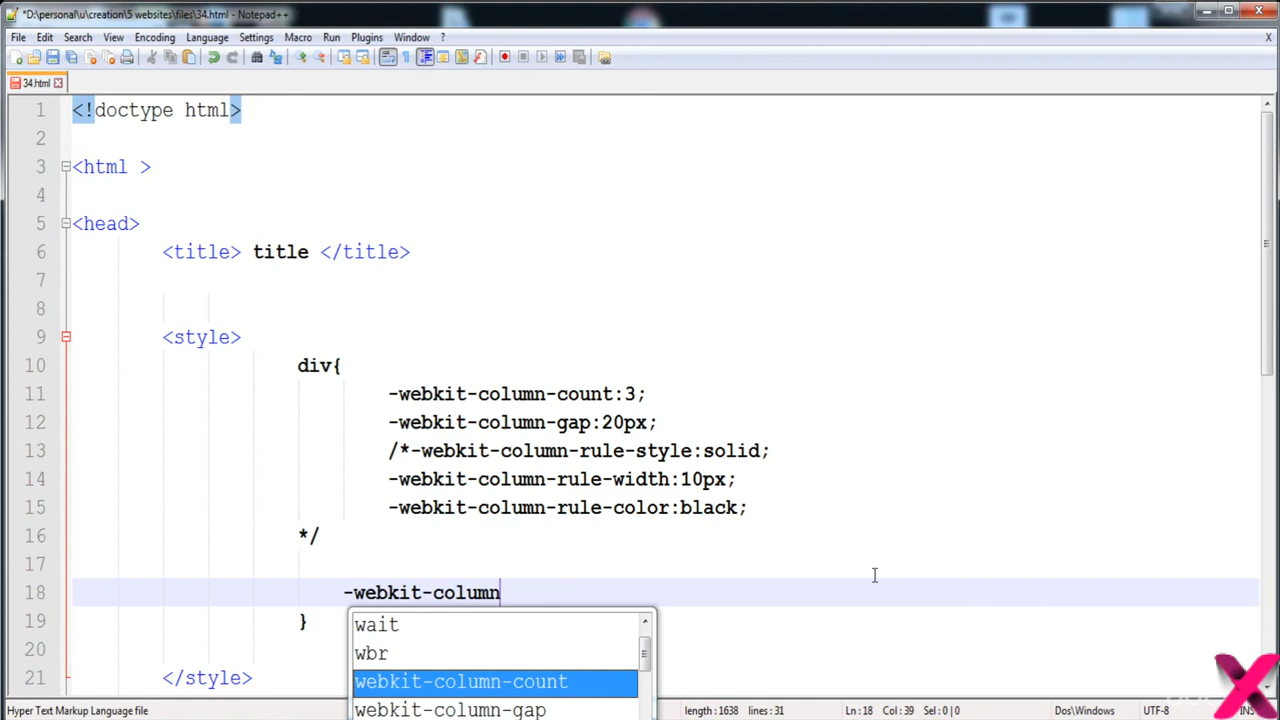 *D:\personal\u\creation\5 websites\files\34.html - Notepad++
File Edit Search View Encoding Language Settings Macro Run Plugins Window ? X
34.html
1 <!doctype html>
2
3 <html >
4
5 <head>
6 <title> title </title>
7
8
9 <style>
10 div{
11 -webkit-column-count:3;
12 -webkit-column-gap:20px;
13 /*-webkit-column-rule-style:solid;
14 -webkit-column-rule-width:10px;
15 -webkit-column-rule-color:black;
16 */
17
18 -webkit-column
19 }
wait
20
wbr
21 </style>
webkit-column-count
webkit-column-gap
Hyper Text Markup Language file length : 1638 lines : 31 Ln : 18 Col : 39 Sel : 0 | 0 Dos\Windows UTF-8 INS